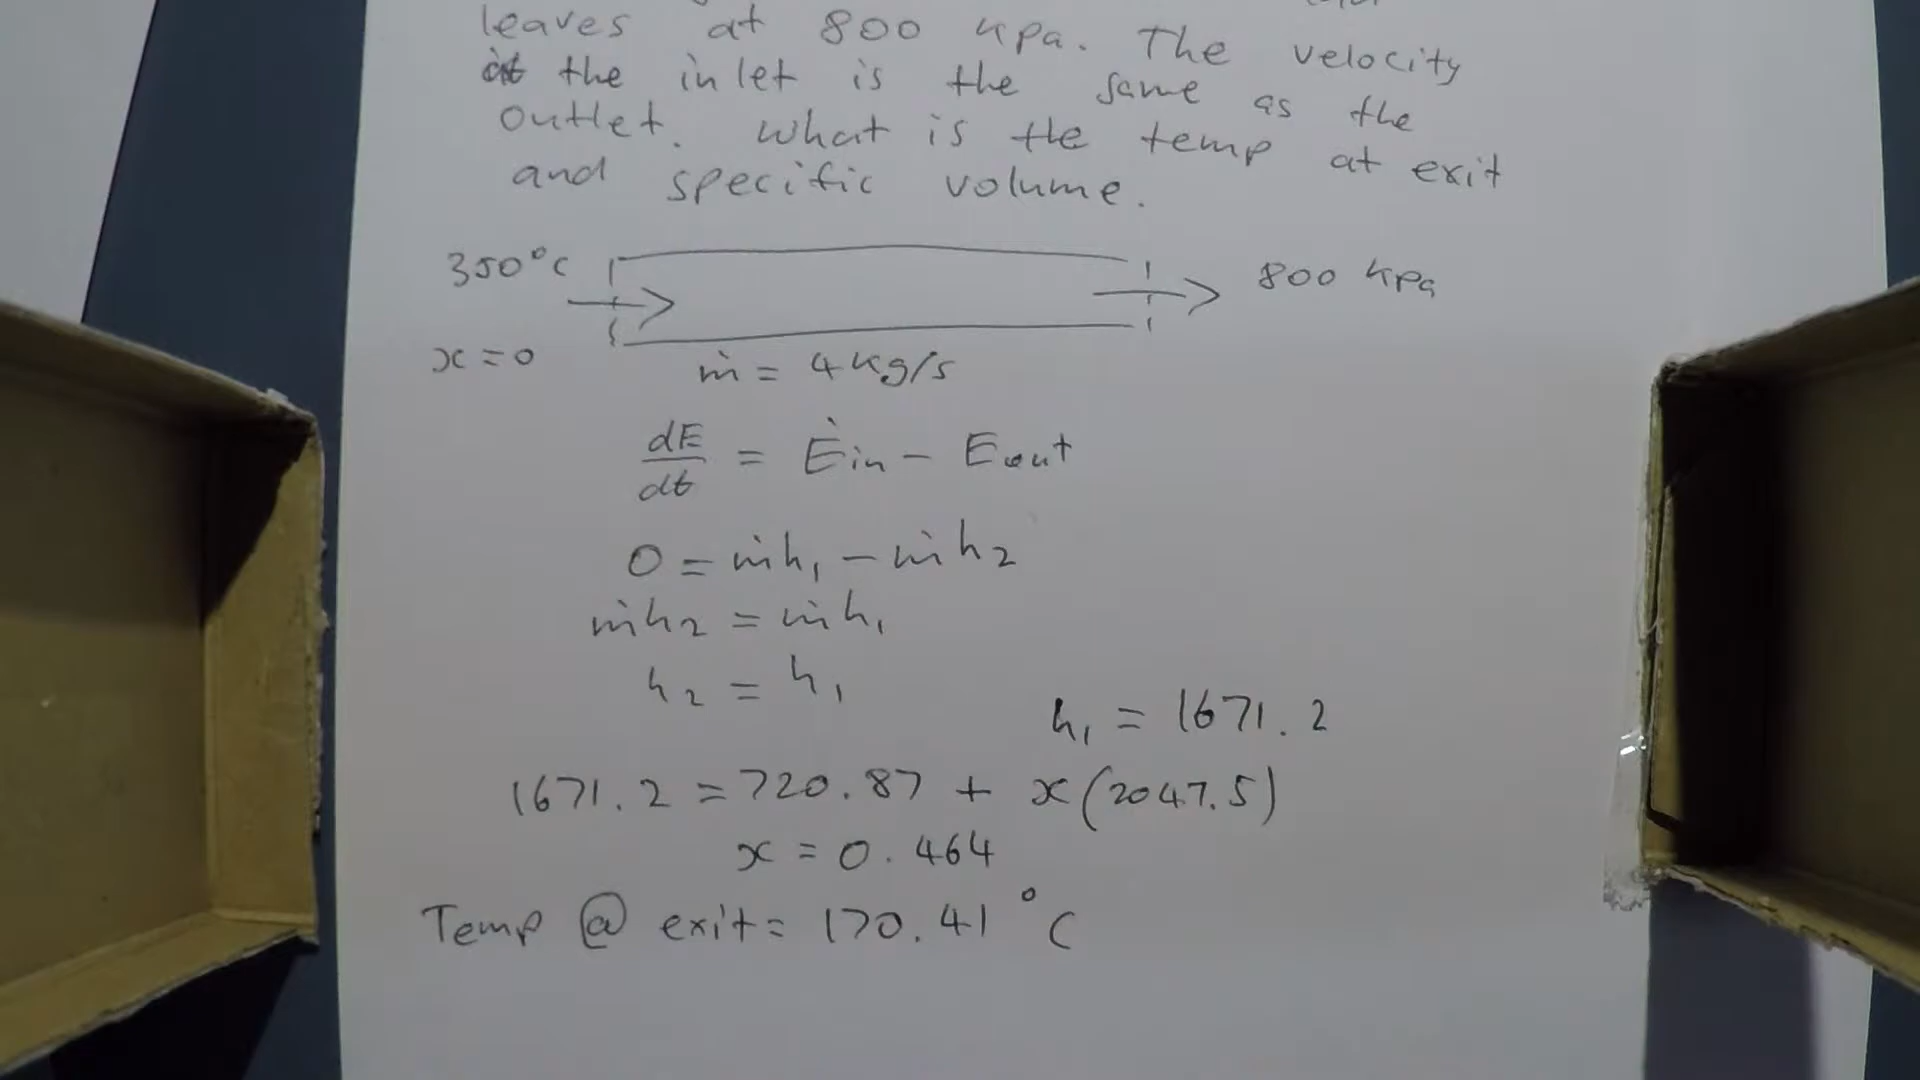 leaves at 800 kpa. The velocity
at the inlet is the same as the
outlet. What is the temp at exit
and specific volume.
350°C
800 kpa
x = 0
ṁ = 4 kg/s
dE/dt = Ėin - Eout
0 = ṁh₁ - ṁh₂
ṁh₂ = ṁh₁
h₂ = h₁
h₁ = 1671.2
1671.2 = 720.87 + x(2047.5)
x = 0.464
Temp @ exit = 170.41 °C